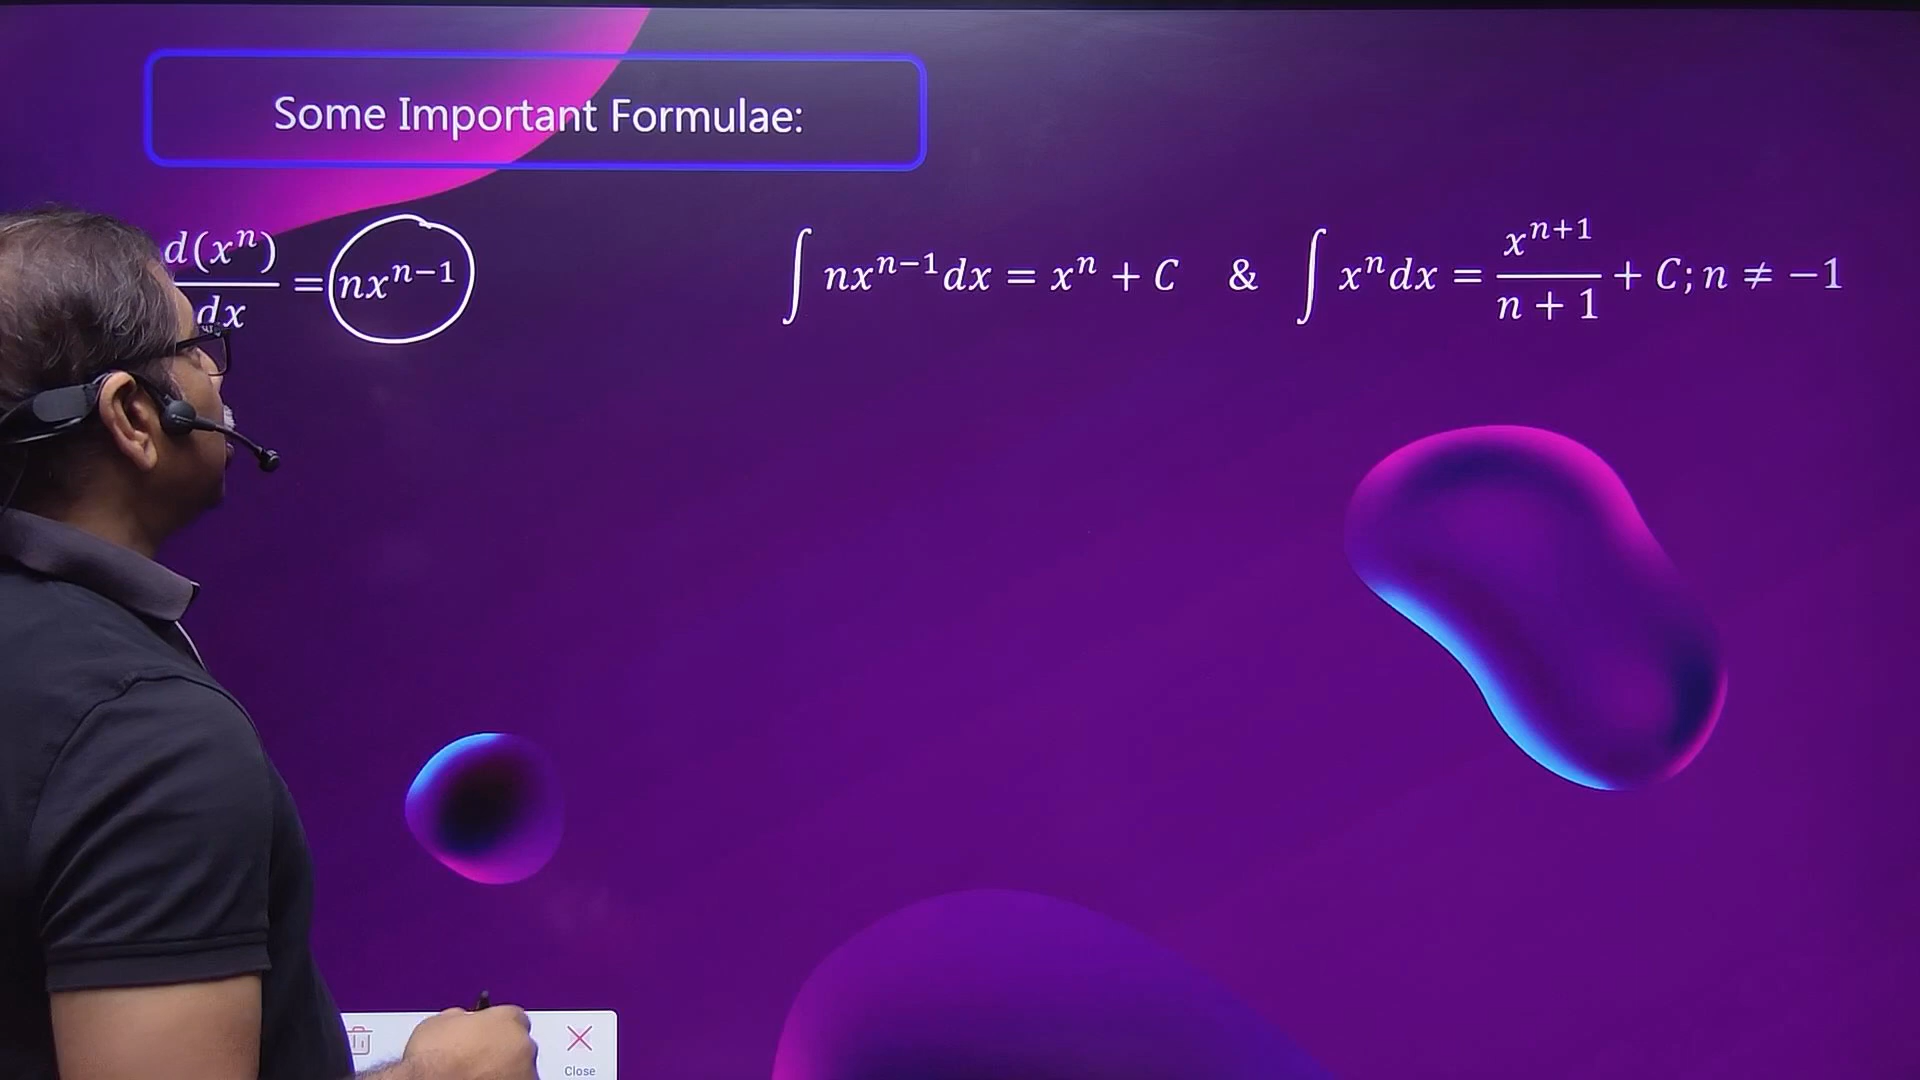 Some Important Formulae:
d(xⁿ)/dx = nxⁿ⁻¹
∫ nxⁿ⁻¹dx = xⁿ + C & ∫ xⁿdx = xⁿ⁺¹/(n + 1) + C; n ≠ −1
Close